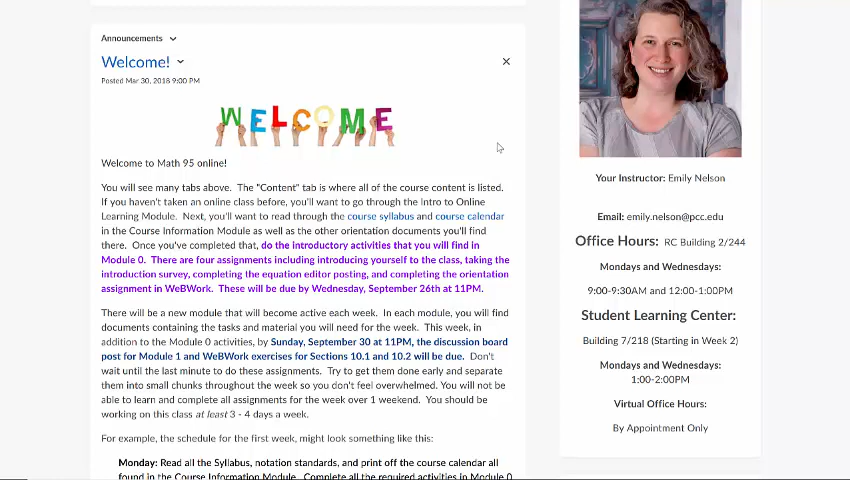 Announcements
Welcome!
Posted Mar 30, 2018 9:00 PM
WELCOME
Welcome to Math 95 online!
You will see many tabs above. The "Content" tab is where all of the course content is listed.
If you haven't taken an online class before, you'll want to go through the Intro to Online
Learning Module. Next, you'll want to read through the course syllabus and course calendar
in the Course Information Module as well as the other orientation documents you'll find
there. Once you've completed that, do the introductory activities that you will find in
Module 0. There are four assignments including introducing yourself to the class, taking the
introduction survey, completing the equation editor posting, and completing the orientation
assignment in WeBWork. These will be due by Wednesday, September 26th at 11PM.
There will be a new module that will become active each week. In each module, you will find
documents containing the tasks and material you will need for the week. This week, in
addition to the Module 0 activities, by Sunday, September 30 at 11PM, the discussion board
post for Module 1 and WeBWork exercises for Sections 10.1 and 10.2 will be due. Don't
wait until the last minute to do these assignments. Try to get them done early and separate
them into small chunks throughout the week so you don't feel overwhelmed. You will not be
able to learn and complete all assignments for the week over 1 weekend. You should be
working on this class at least 3 - 4 days a week.
For example, the schedule for the first week, might look something like this:
Monday: Read all the Syllabus, notation standards, and print off the course calendar all
found in the Course Information Module. Complete all the required activities in Module 0
Your Instructor: Emily Nelson
Email: emily.nelson@pcc.edu
Office Hours: RC Building 2/244
Mondays and Wednesdays:
9:00-9:30AM and 12:00-1:00PM
Student Learning Center:
Building 7/218 (Starting in Week 2)
Mondays and Wednesdays:
1:00-2:00PM
Virtual Office Hours:
By Appointment Only